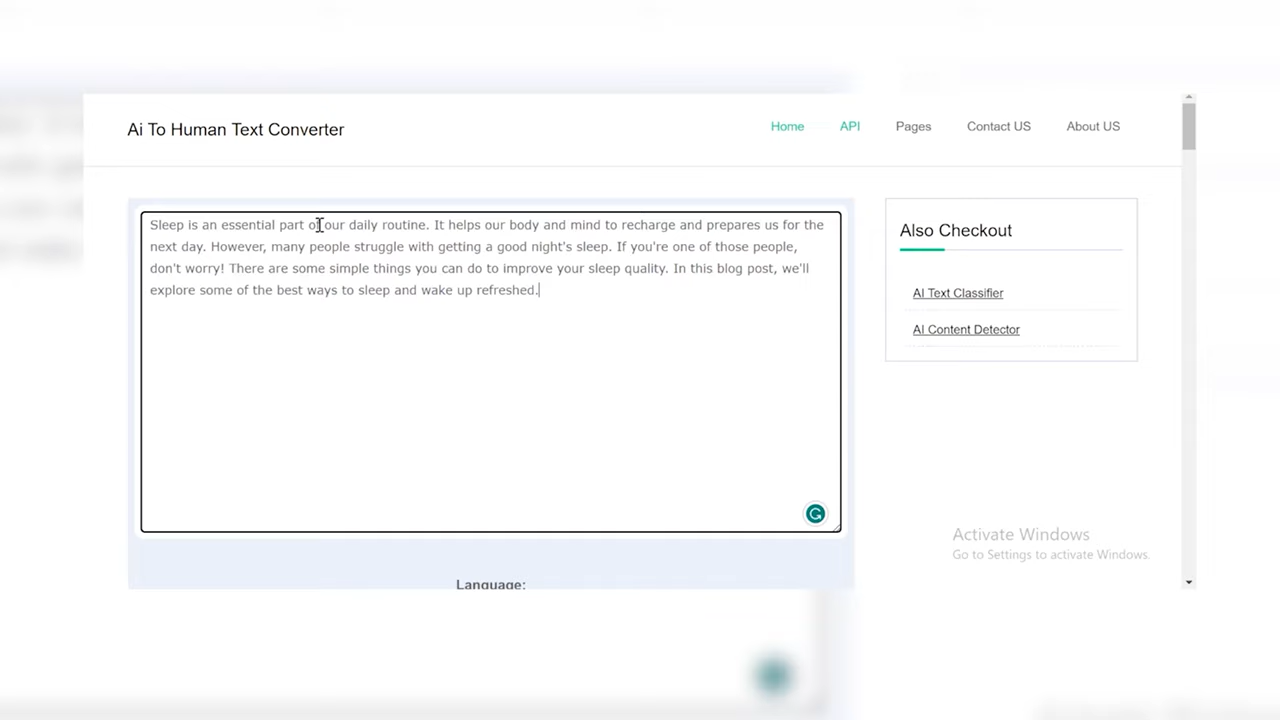 Ai To Human Text Converter
Home API Pages Contact US About US
Sleep is an essential part of our daily routine. It helps our body and mind to recharge and prepares us for the
next day. However, many people struggle with getting a good night's sleep. If you're one of those people,
don't worry! There are some simple things you can do to improve your sleep quality. In this blog post, we'll
explore some of the best ways to sleep and wake up refreshed.
Also Checkout
AI Text Classifier
AI Content Detector
Activate Windows
Go to Settings to activate Windows.
Language: